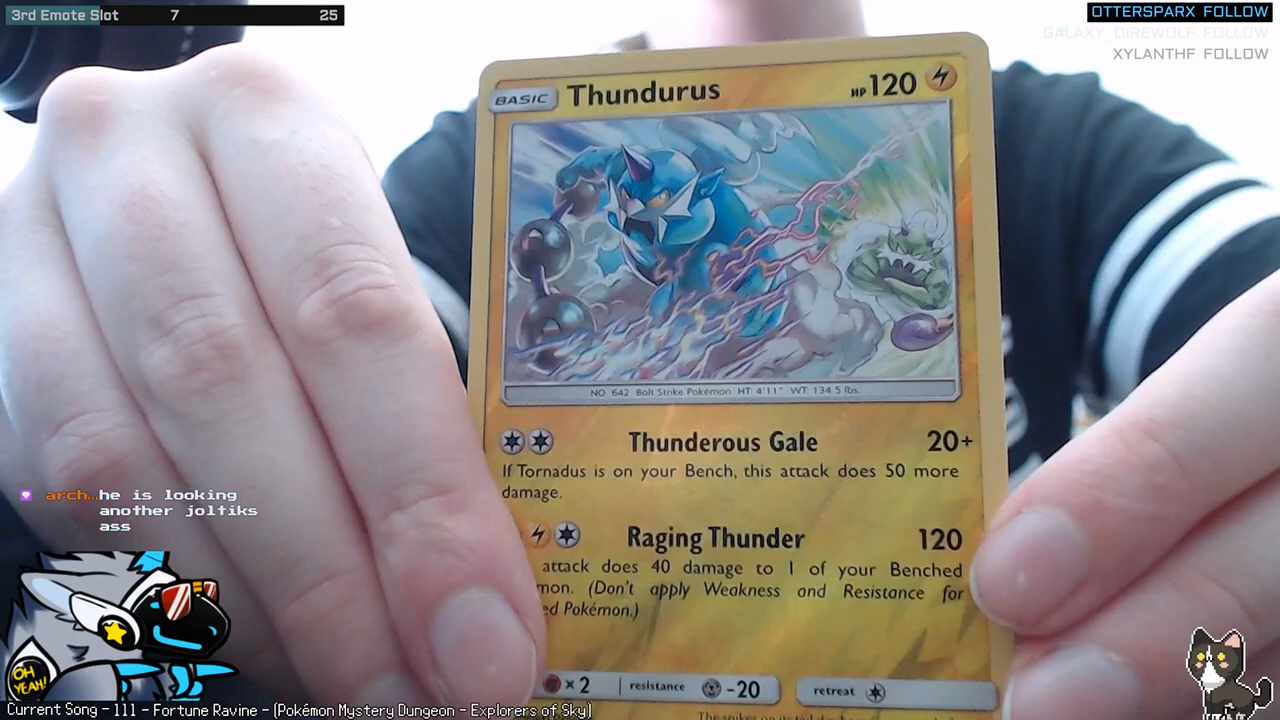 3rd Emote Slot 7 25
OTTERSPARX FOLLOW
GALAXY_DIREWOLF FOLLOW
XYLANTHF FOLLOW
BASIC Thundurus HP 120
NO. 642 Bolt Strike Pokémon HT: 4'11" WT: 134.5 lbs.
Thunderous Gale 20+
If Tornadus is on your Bench, this attack does 50 more
damage.
Raging Thunder 120
attack does 40 damage to 1 of your Benched
mon. (Don't apply Weakness and Resistance for
ed Pokémon.)
×2 resistance -20 retreat
arch... he is looking
another joltiks
ass
OH YEAH!
Current Song - 111 - Fortune Ravine - (Pokémon Mystery Dungeon - Explorers of Sky)